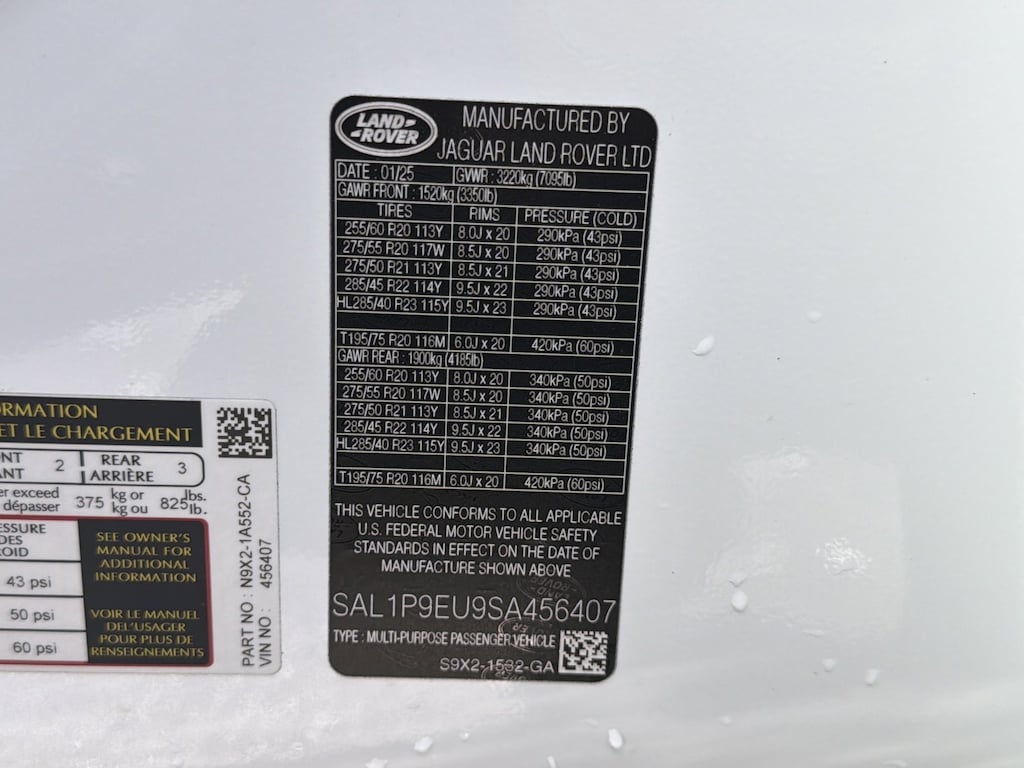 LAND-
-ROVER
MANUFACTURED BY
JAGUAR LAND ROVER LTD
DATE : 01/25 GVWR : 3220kg (7095lb)
GAWR FRONT : 1520kg (3350lb)
TIRES RIMS PRESSURE (COLD)
255/60 R20 113Y 8.0J x 20 290kPa (43psi)
275/55 R20 117W 8.5J x 20 290kPa (43psi)
275/50 R21 113Y 8.5J x 21 290kPa (43psi)
285/45 R22 114Y 9.5J x 22 290kPa (43psi)
HL285/40 R23 115Y 9.5J x 23 290kPa (43psi)
T195/75 R20 116M 6.0J x 20 420kPa (60psi)
GAWR REAR : 1900kg (4185lb)
255/60 R20 113Y 8.0J x 20 340kPa (50psi)
275/55 R20 117W 8.5J x 20 340kPa (50psi)
275/50 R21 113Y 8.5J x 21 340kPa (50psi)
285/45 R22 114Y 9.5J x 22 340kPa (50psi)
HL285/40 R23 115Y 9.5J x 23 340kPa (50psi)
T195/75 R20 116M 6.0J x 20 420kPa (60psi)
THIS VEHICLE CONFORMS TO ALL APPLICABLE
U.S. FEDERAL MOTOR VEHICLE SAFETY
STANDARDS IN EFFECT ON THE DATE OF
MANUFACTURE SHOWN ABOVE
SAL1P9EU9SA456407
TYPE : MULTI-PURPOSE PASSENGER VEHICLE
S9X2-1532-GA
ORMATION
ET LE CHARGEMENT
NT 2 REAR 3
ANT ARRIÈRE
er exceed 375 kg or 825 lbs.
dépasser kg ou lb.
ESSURE
DES
ROID
43 psi
50 psi
60 psi
SEE OWNER'S
MANUAL FOR
ADDITIONAL
INFORMATION
VOIR LE MANUEL
DEL'USAGER
POUR PLUS DE
RENSEIGNEMENTS
PART NO : N9X2-1A552-CA
VIN NO : 456407